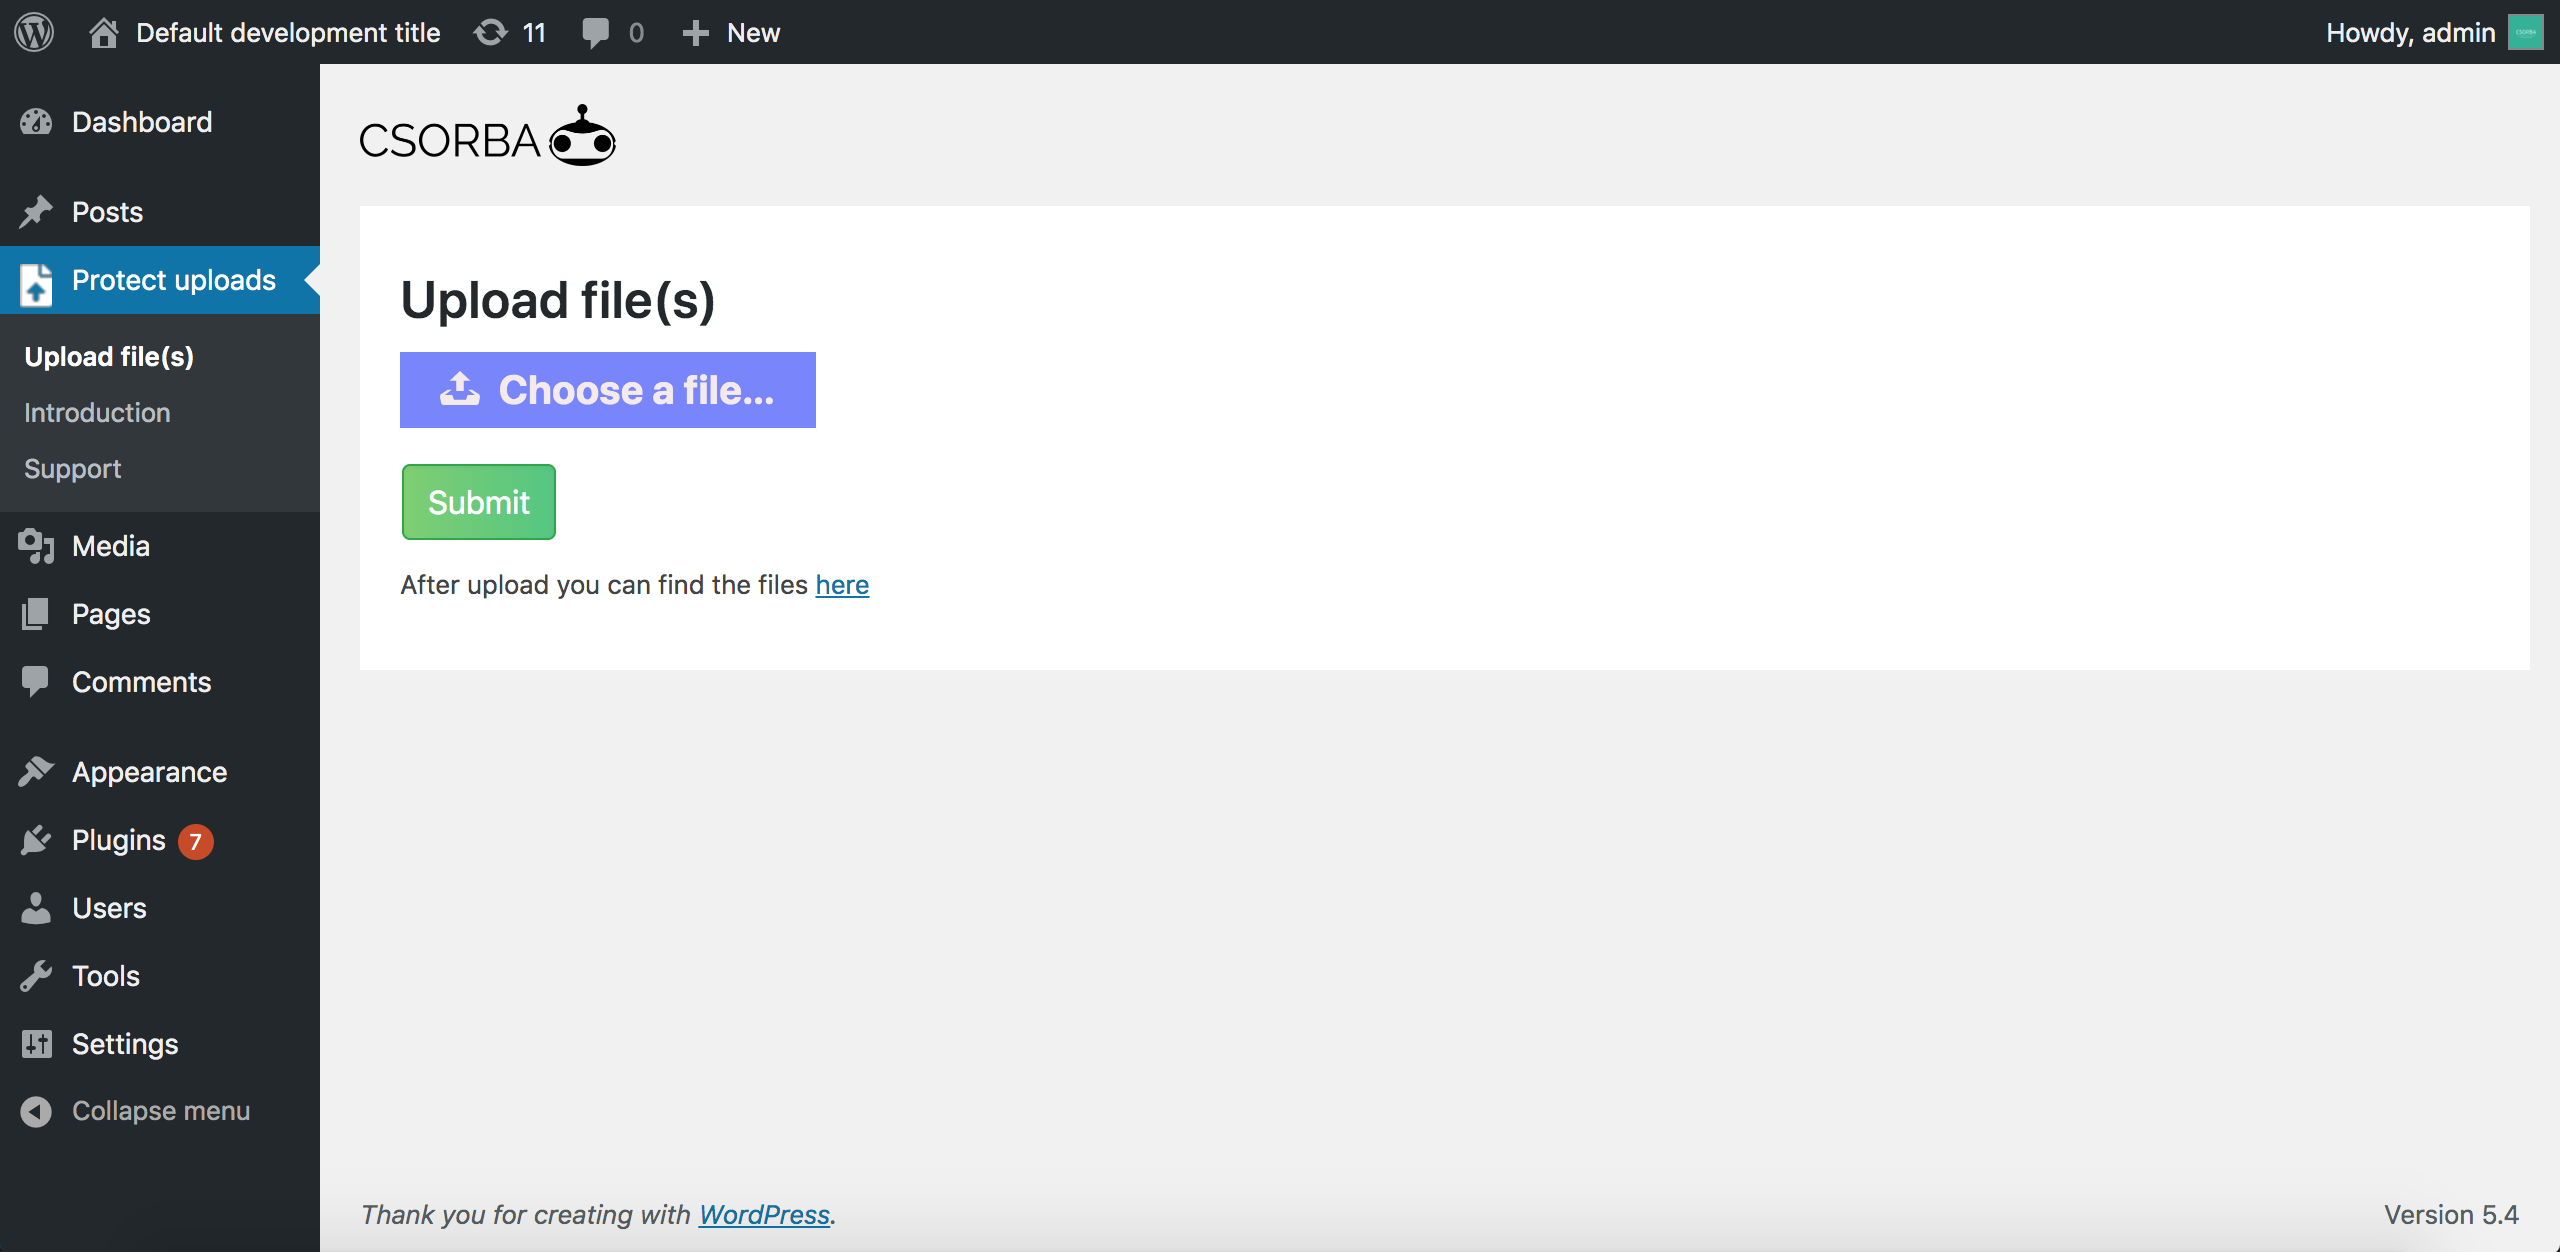 Default development title 11 0 New Howdy, admin
Dashboard
Posts
Protect uploads
Upload file(s)
Introduction
Support
Media
Pages
Comments
Appearance
Plugins 7
Users
Tools
Settings
Collapse menu
CSORBA
Upload file(s)
Choose a file...
Submit
After upload you can find the files here
Thank you for creating with WordPress.
Version 5.4